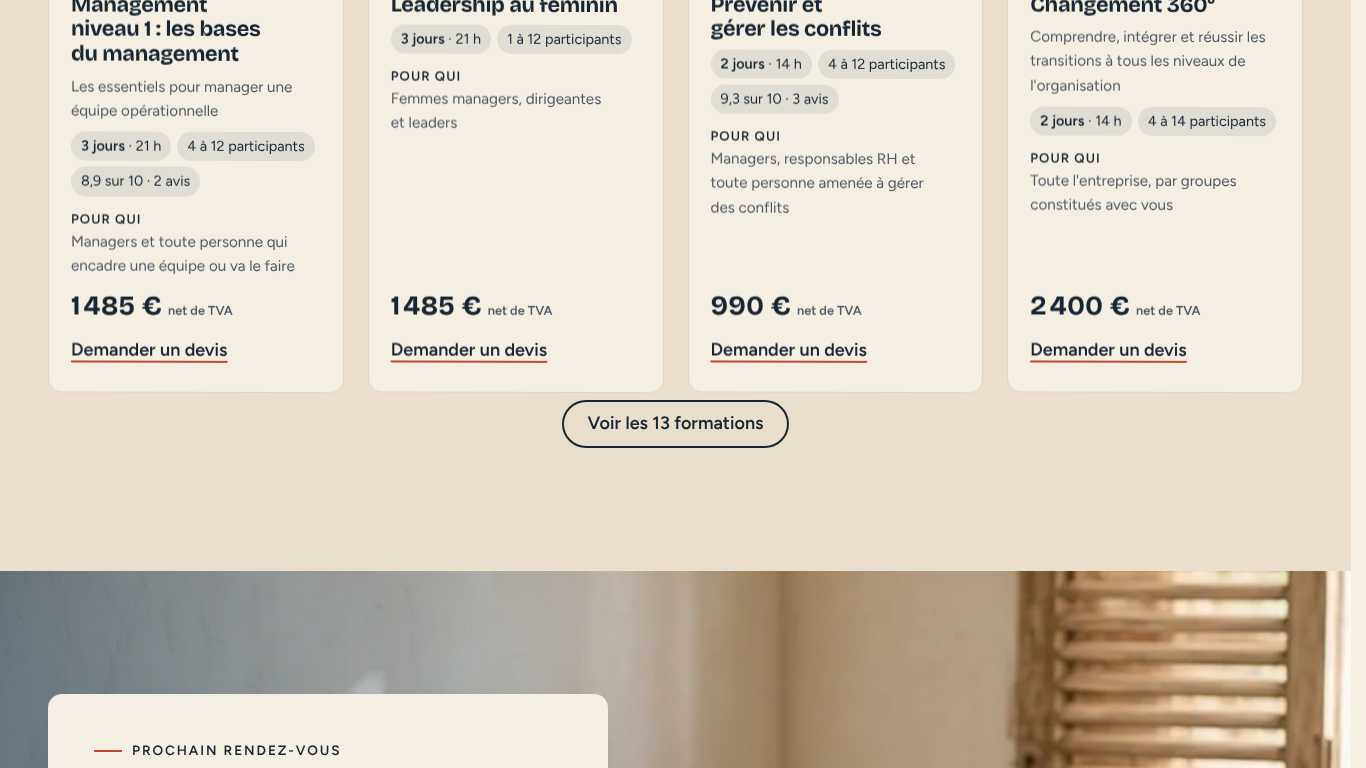 Management
niveau 1 : les bases
du management
Les essentiels pour manager une
équipe opérationnelle
3 jours · 21 h
4 à 12 participants
8,9 sur 10 · 2 avis
POUR QUI
Managers et toute personne qui
encadre une équipe ou va le faire
1 485 € net de TVA
Demander un devis
Leadership au féminin
3 jours · 21 h
1 à 12 participants
POUR QUI
Femmes managers, dirigeantes
et leaders
1 485 € net de TVA
Demander un devis
Prévenir et
gérer les conflits
2 jours · 14 h
4 à 12 participants
9,3 sur 10 · 3 avis
POUR QUI
Managers, responsables RH et
toute personne amenée à gérer
des conflits
990 € net de TVA
Demander un devis
Changement 360°
Comprendre, intégrer et réussir les
transitions à tous les niveaux de
l'organisation
2 jours · 14 h
4 à 14 participants
POUR QUI
Toute l'entreprise, par groupes
constitués avec vous
2 400 € net de TVA
Demander un devis
Voir les 13 formations
PROCHAIN RENDEZ-VOUS